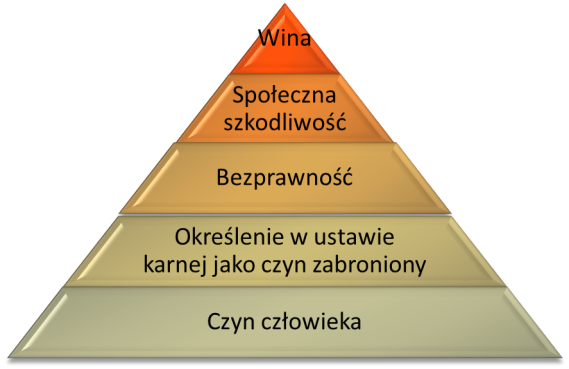 Wina
Społeczna
szkodliwość
Bezprawność
Określenie w ustawie
karnej jako czyn zabroniony
Czyn człowieka